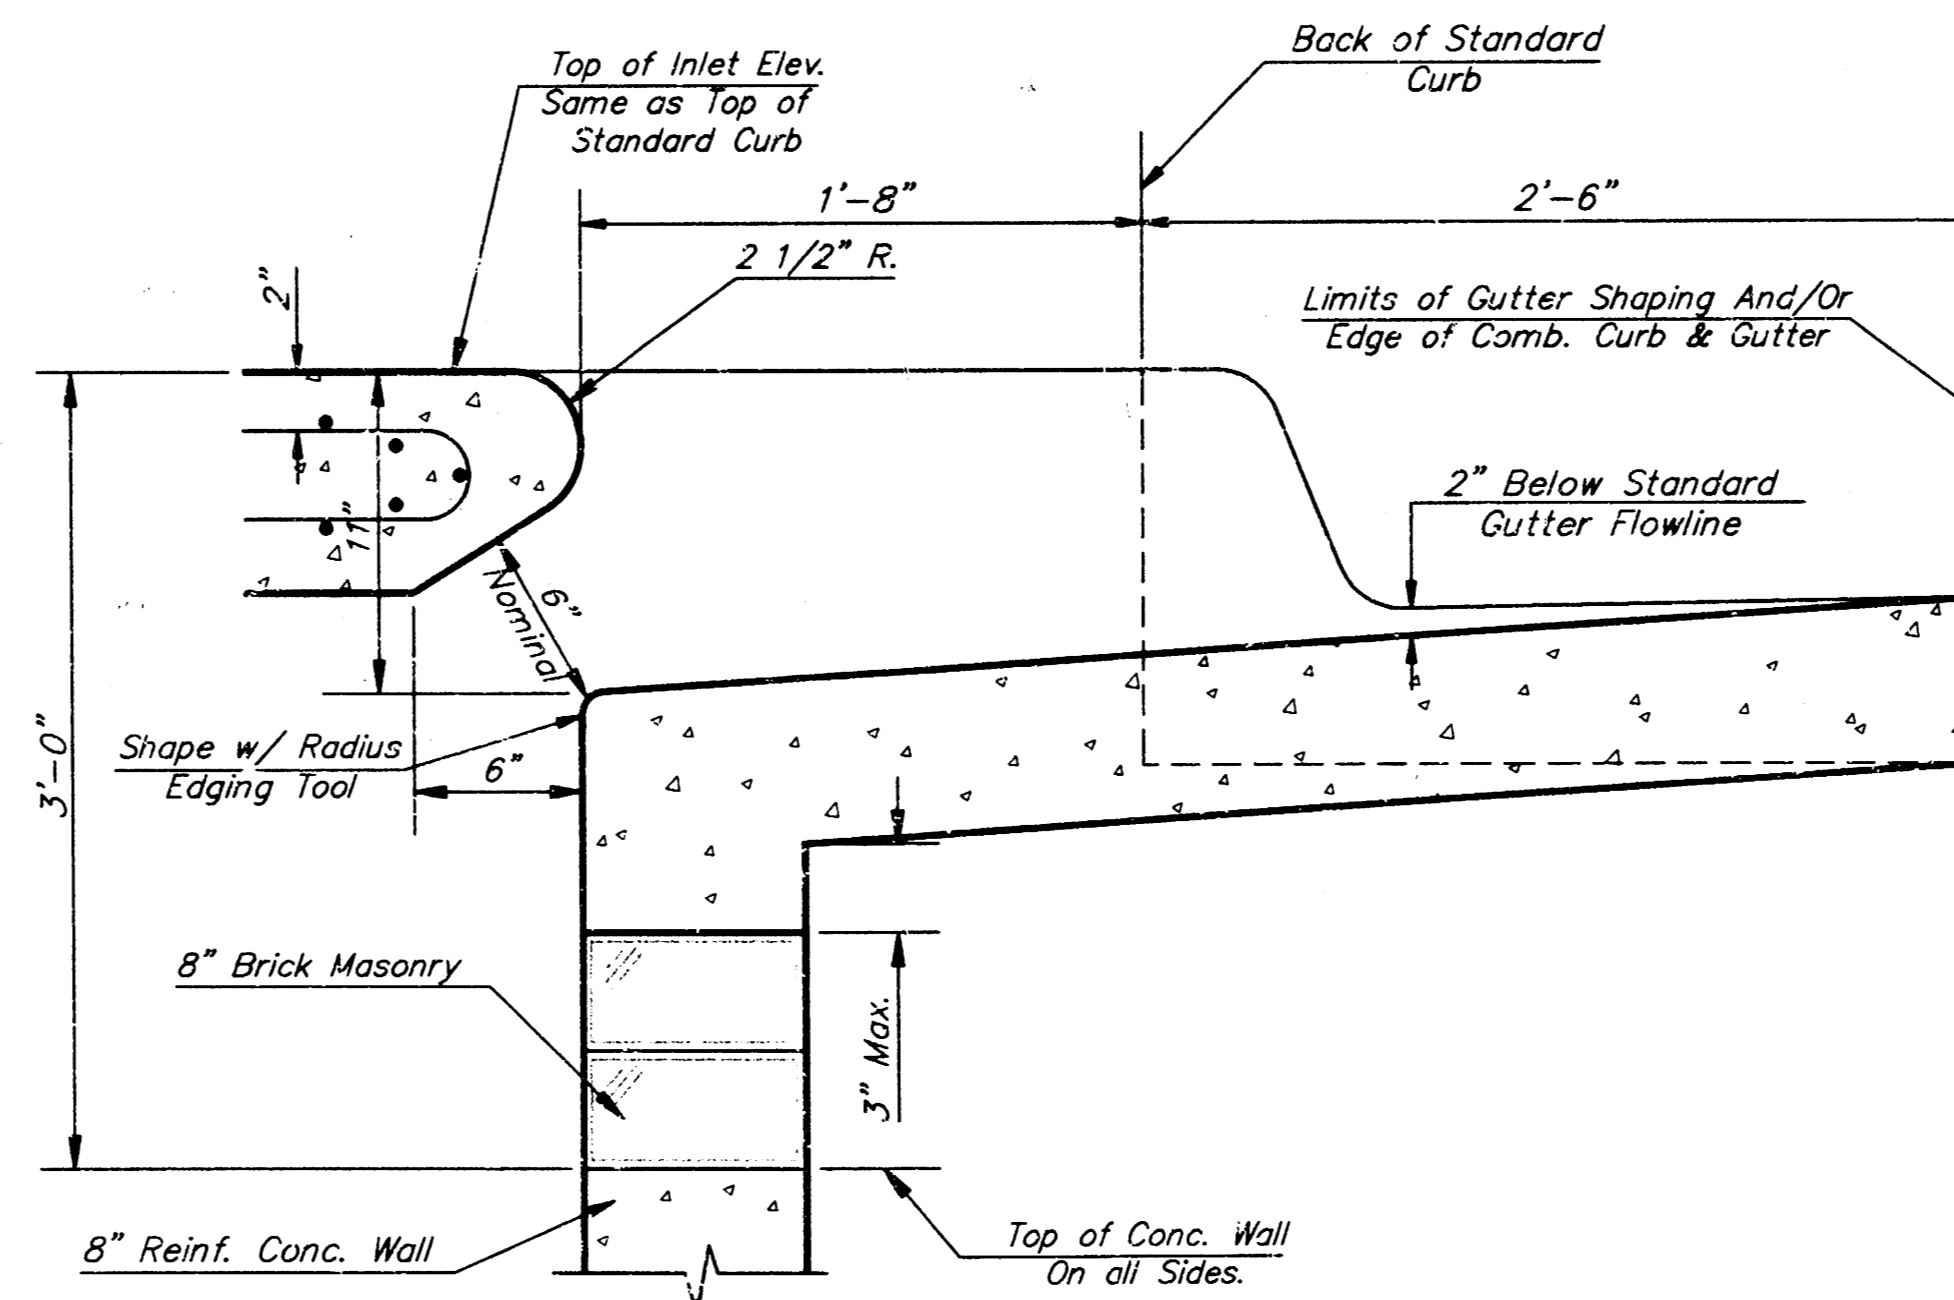 Back of Standard
Curb
Top of Inlet Elev.
Same as Top of
Standard Curb
1'-8"
2'-6"
2 1/2" R.
2"
Limits of Gutter Shaping And/Or
Edge of Comb. Curb & Gutter
2" Below Standard
Gutter Flowline
11"
6"
Nominal
3'-0"
Shape w/ Radius
Edging Tool
6"
8" Brick Masonry
3" Max.
8" Reinf. Conc. Wall
Top of Conc. Wall
On all Sides.